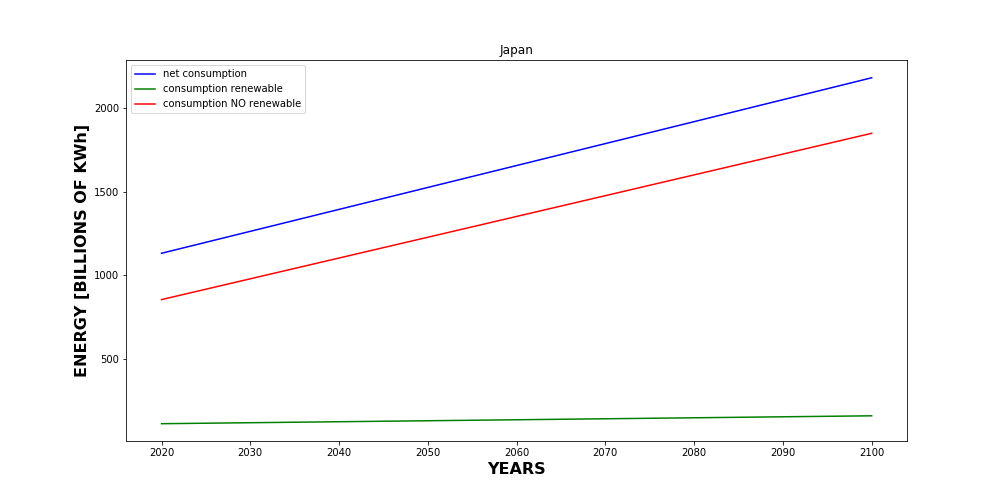 Japan
net consumption
consumption renewable
consumption NO renewable
ENERGY [BILLIONS OF KWh]
2000
1500
1000
500
2020 2030 2040 2050 2060 2070 2080 2090 2100
YEARS